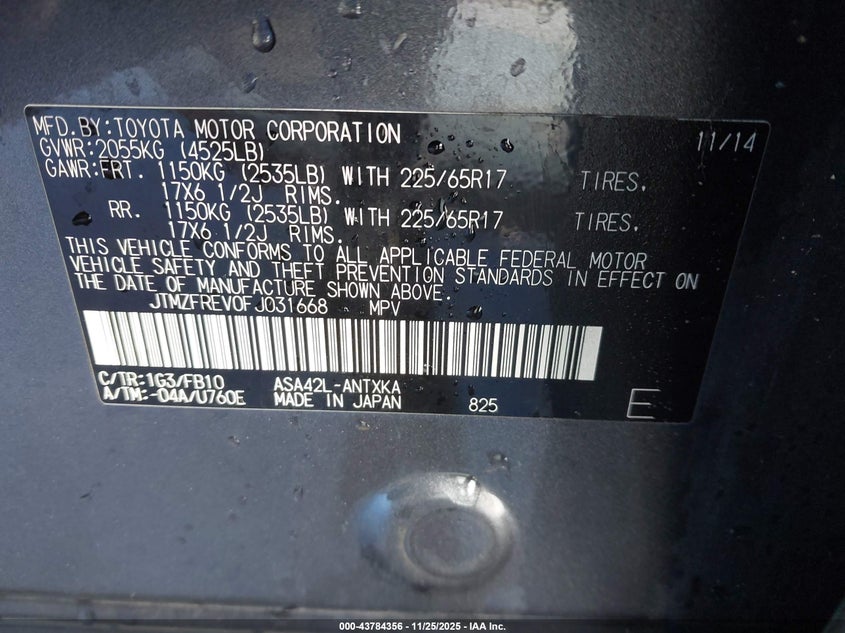 MFD. BY: TOYOTA MOTOR CORPORATION 11/14
GVWR: 2055KG (4525LB)
GAWR: FRT. 1150KG (2535LB) WITH 225/65R17 TIRES,
17X6 1/2J RIMS.
RR. 1150KG (2535LB) WITH 225/65R17 TIRES,
17X6 1/2J RIMS.
THIS VEHICLE CONFORMS TO ALL APPLICABLE FEDERAL MOTOR
VEHICLE SAFETY AND THEFT PREVENTION STANDARDS IN EFFECT ON
THE DATE OF MANUFACTURE SHOWN ABOVE.
JTMZFREV0FJ031668 MPV
C/TR: 1G3/FB10 ASA42L-ANTXKA
A/TM: -04A/U760E MADE IN JAPAN 825 E
000-43784356 - 11/25/2025 - IAA Inc.